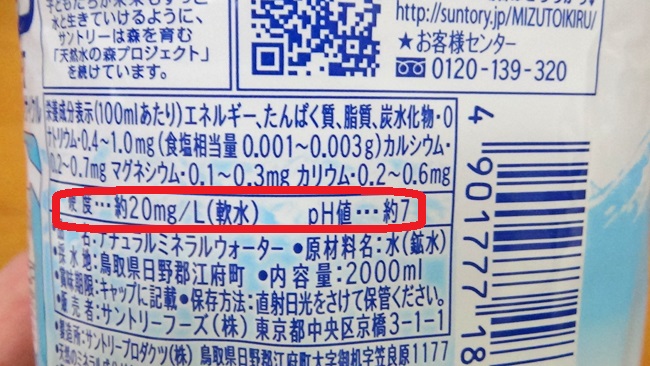 水と生きていけるように、
サントリーは森を育む
「天然水の森プロジェクト」
を続けています。
http://suntory.jp/MIZUTOIKIRU/
★お客様センター
0120-139-320
栄養成分表示(100mlあたり)エネルギー、たんぱく質、脂質、炭水化物・0
トリウム・0.4~1.0mg(食塩相当量 0.001~0.003g)カルシウム・
0.2~0.7mg マグネシウム・0.1~0.3mg カリウム・0.2~0.6mg
硬度…約20mg/L(軟水) pH値…約7
名:ナチュラルミネラルウォーター ●原材料名:水(鉱水)
●採水地:鳥取県日野郡江府町 ●内容量:2000ml
●賞味期限:キャップに記載 ●保存方法:直射日光をさけて保管ください。
●販売者:サントリーフーズ(株) 東京都中央区京橋3-1-1
●製造所:サントリープロダクツ(株) 鳥取県日野郡江府町大字御机字笠良原1177
4 901777 18